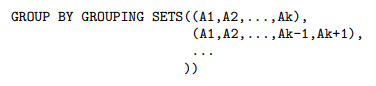 GROUP BY GROUPING SETS((A1,A2,...,Ak),
(A1,A2,...,Ak-1,Ak+1),
...
))